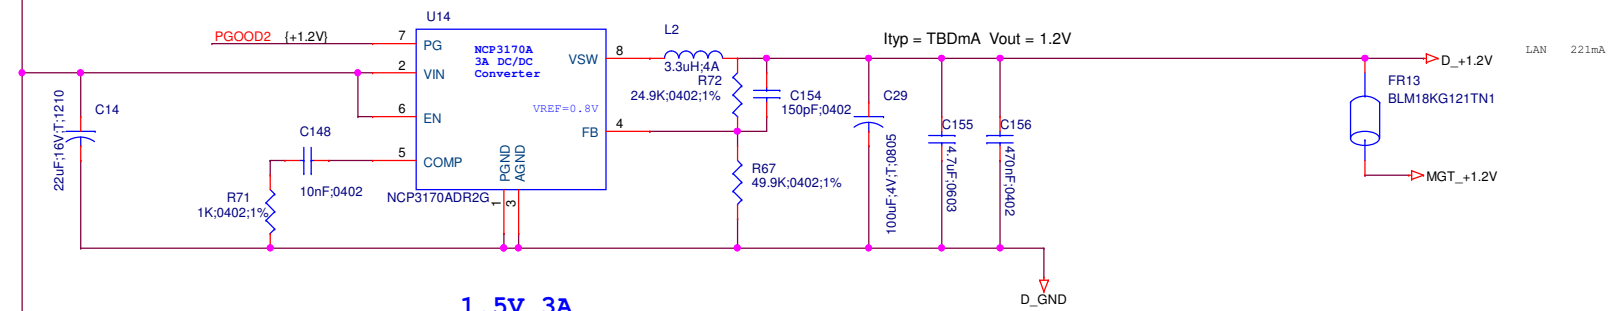 U14
PGOOD2 {+1.2V}
7
PG
2
VIN
6
EN
5
COMP
NCP3170A
3A DC/DC
Converter
VREF=0.8V
VSW
8
FB
4
PGND
AGND
1
3
NCP3170ADR2G
C14
22uF;16V;T;1210
C148
10nF;0402
R71
1K;0402;1%
L2
3.3uH;4A
R72
24.9K;0402;1%
C154
150pF;0402
R67
49.9K;0402;1%
C29
100uF;4V;T;0805
Ityp = TBDmA Vout = 1.2V
C155
4.7uF;0603
C156
470nF;0402
FR13
BLM18KG121TN1
D_+1.2V
MGT_+1.2V
LAN 221mA
D_GND
1.5V 3A